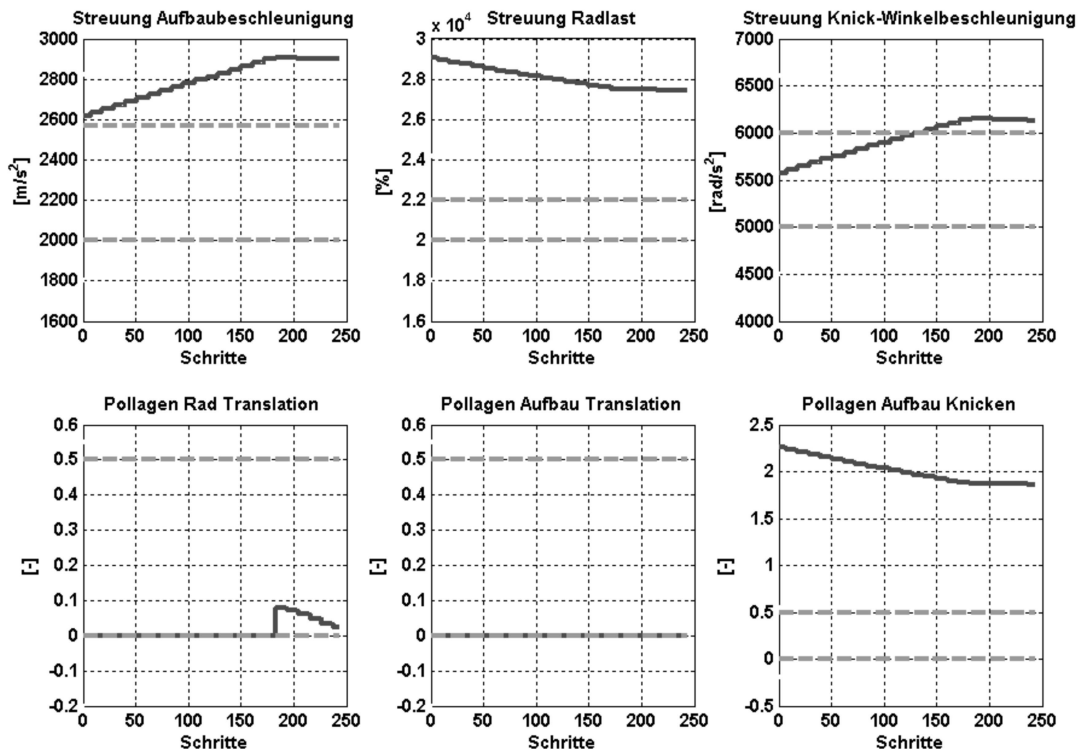 Streuung Aufbaubeschleunigung
3000
2800
2600
2400
2200
2000
1800
1600
[m/s²]
0 50 100 150 200 250
Schritte
Streuung Radlast
x 10⁴
3
2.8
2.6
2.4
2.2
2
1.8
1.6
[%]
0 50 100 150 200 250
Schritte
Streuung Knick-Winkelbeschleunigung
7000
6500
6000
5500
5000
4500
4000
[rad/s²]
0 50 100 150 200 250
Schritte
Pollagen Rad Translation
0.6
0.5
0.4
0.3
0.2
0.1
0
-0.1
-0.2
[-]
0 50 100 150 200 250
Schritte
Pollagen Aufbau Translation
0.6
0.5
0.4
0.3
0.2
0.1
0
-0.1
-0.2
[-]
0 50 100 150 200 250
Schritte
Pollagen Aufbau Knicken
2.5
2
1.5
1
0.5
0
-0.5
[-]
0 50 100 150 200 250
Schritte